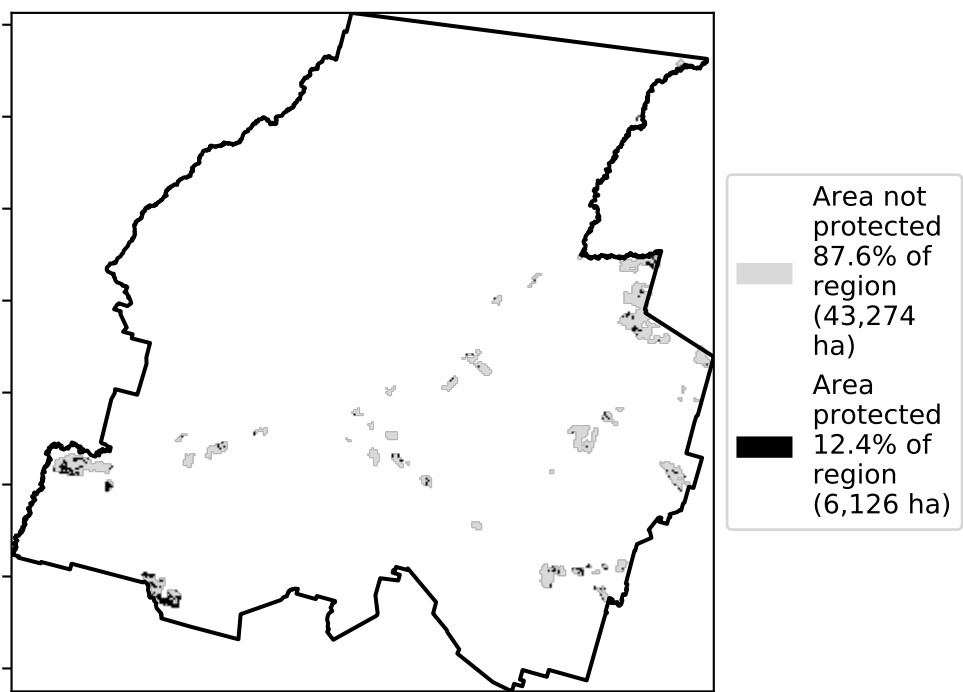 Area not
protected
87.6% of
region
(43,274
ha)
Area
protected
12.4% of
region
(6,126 ha)